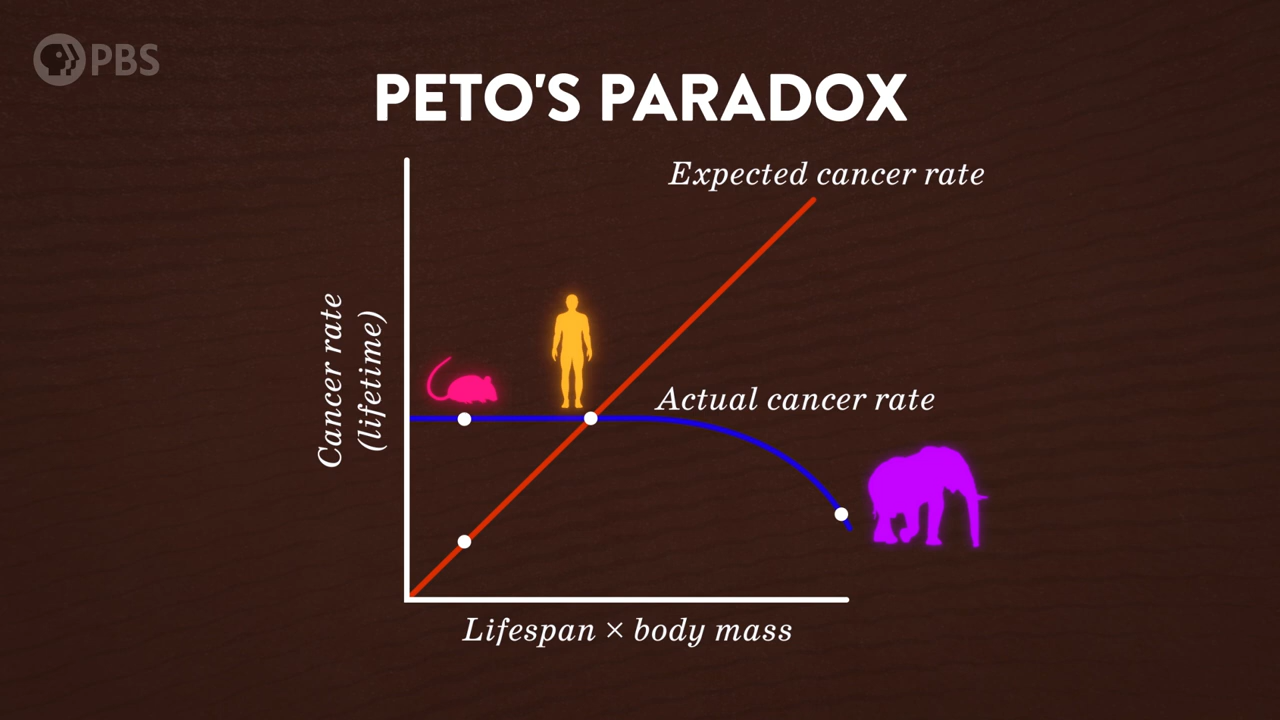 PBS
PETO'S PARADOX
Expected cancer rate
Cancer rate
(lifetime)
Actual cancer rate
Lifespan × body mass